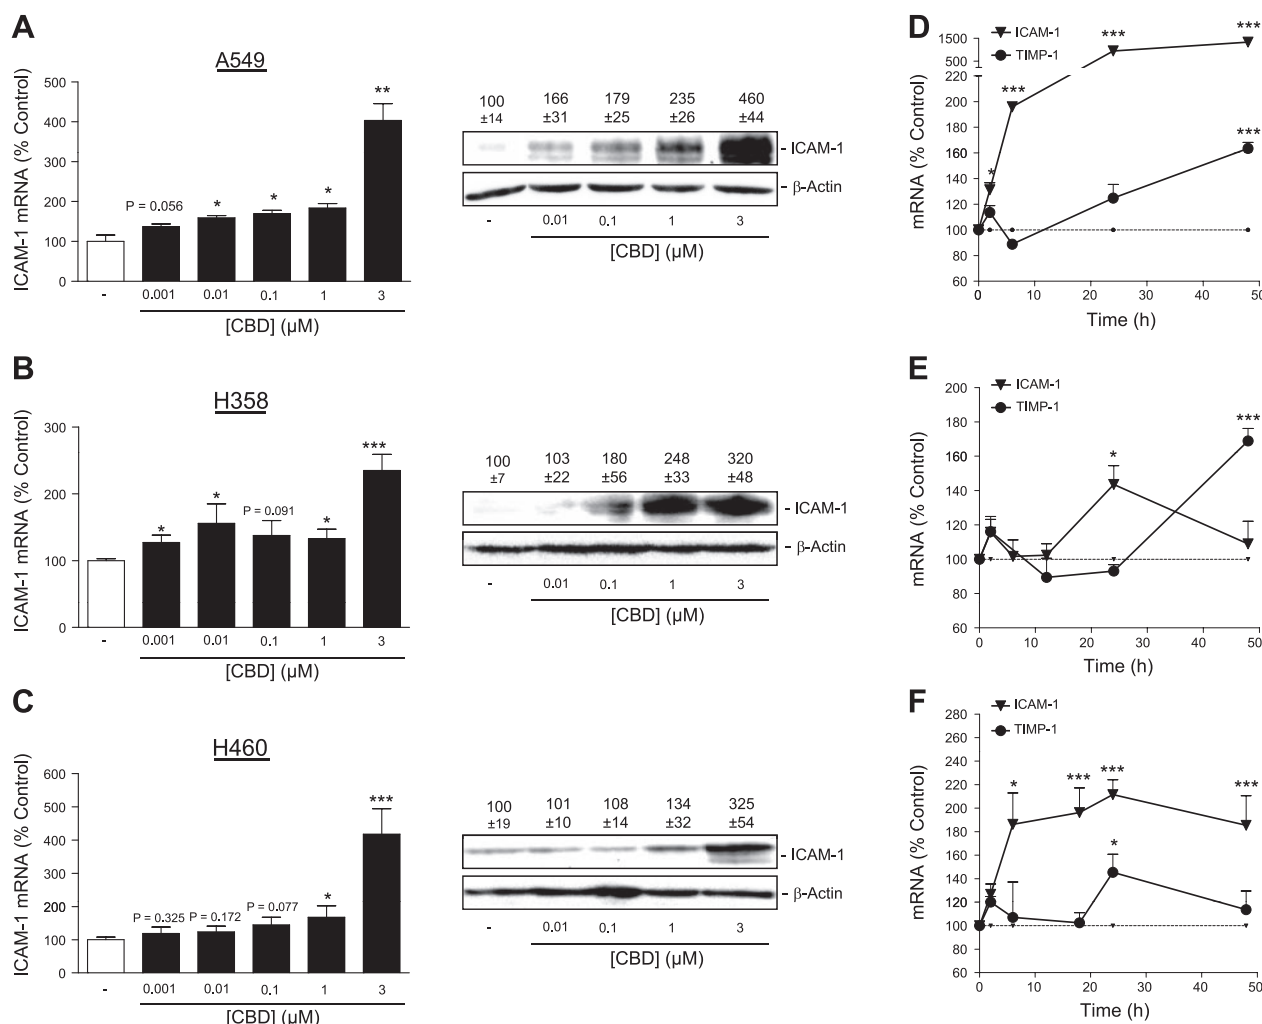 A
A549
ICAM-1 mRNA (% Control)
500
400
300
200
100
0
P = 0.056
*
*
*
**
-
0.001
0.01
0.1
1
3
[CBD] (µM)
100 166 179 235 460
±14 ±31 ±25 ±26 ±44
- ICAM-1
- β-Actin
- 0.01 0.1 1 3
[CBD] (µM)
D
ICAM-1
TIMP-1
mRNA (% Control)
1500
500
220
200
180
160
140
120
100
80
60
*
***
***
***
***
0 10 20 30 40 50
Time (h)
B
H358
ICAM-1 mRNA (% Control)
300
200
100
0
*
*
P = 0.091
*
***
-
0.001
0.01
0.1
1
3
[CBD] (µM)
100 103 180 248 320
±7 ±22 ±56 ±33 ±48
- ICAM-1
- β-Actin
- 0.01 0.1 1 3
[CBD] (µM)
E
ICAM-1
TIMP-1
mRNA (% Control)
200
180
160
140
120
100
80
60
*
***
0 10 20 30 40 50
Time (h)
C
H460
ICAM-1 mRNA (% Control)
600
500
400
300
200
100
0
P = 0.325
P = 0.172
P = 0.077
*
***
-
0.001
0.01
0.1
1
3
[CBD] (µM)
100 101 108 134 325
±19 ±10 ±14 ±32 ±54
- ICAM-1
- β-Actin
- 0.01 0.1 1 3
[CBD] (µM)
F
ICAM-1
TIMP-1
mRNA (% Control)
280
260
240
220
200
180
160
140
120
100
80
60
*
***
***
***
*
0 10 20 30 40 50
Time (h)